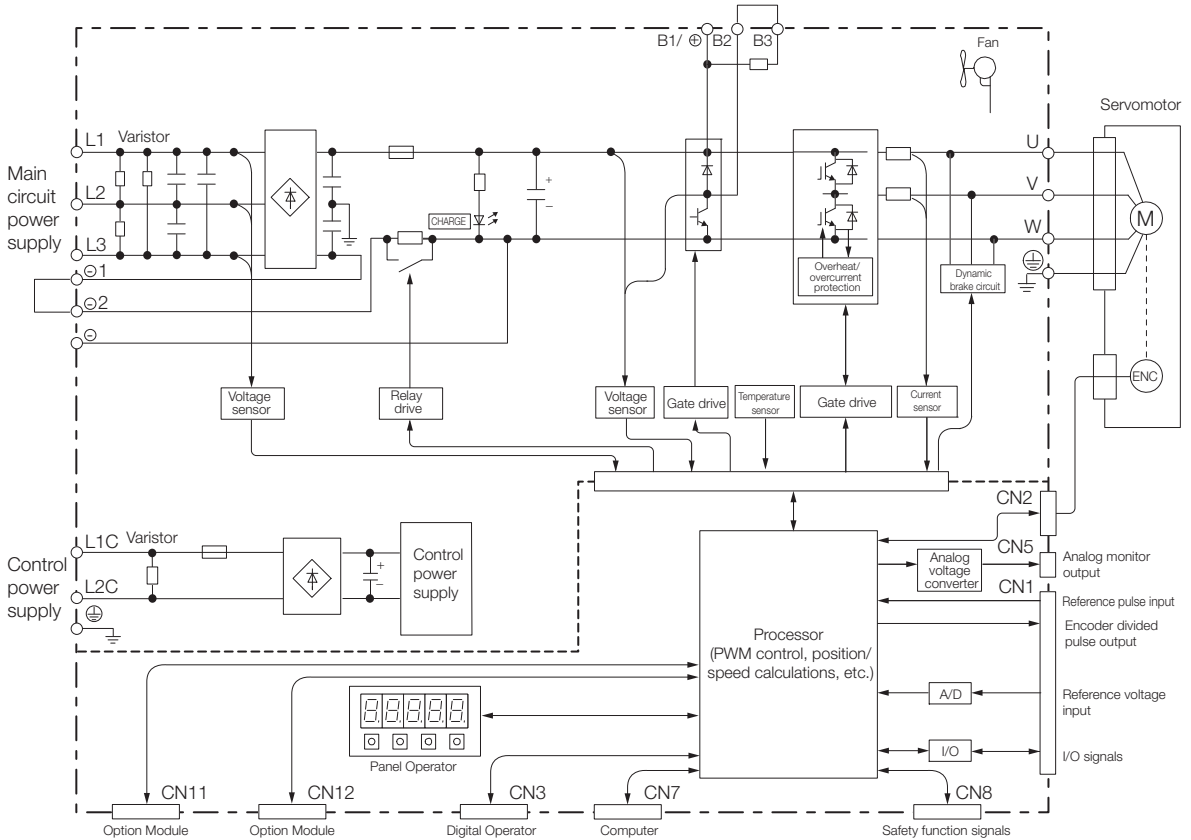 B1/ ⊕ B2 B3
Fan
Servomotor
L1
Varistor
U
Main
circuit
power
supply
L2
V
CHARGE
+
−
M
L3
W
⊖ 1
Overheat/
overcurrent
protection
Dynamic
brake circuit
⊖ 2
⊖
ENC
Voltage
sensor
Relay
drive
Voltage
sensor
Gate drive
Temperature
sensor
Gate drive
Current
sensor
CN2
L1C
Varistor
Control
power
supply
L2C
+
−
Control
power
supply
Analog
voltage
converter
CN5
Analog monitor
output
CN1
Reference pulse input
Encoder divided
pulse output
Processor
(PWM control, position/
speed calculations, etc.)
A/D
Reference voltage
input
88888
Panel Operator
I/O
I/O signals
CN11
CN12
CN3
CN7
CN8
Option Module
Option Module
Digital Operator
Computer
Safety function signals